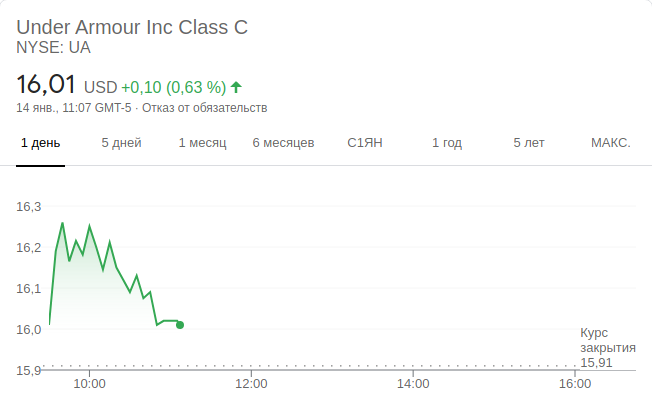 Under Armour Inc Class C
NYSE: UA
16,01 USD +0,10 (0,63 %)
14 янв., 11:07 GMT-5 · Отказ от обязательств
1 день 5 дней 1 месяц 6 месяцев С1ЯН 1 год 5 лет МАКС.
16,3
16,2
16,1
16,0
15,9
Курс
закрытия
15,91
10:00 12:00 14:00 16:00